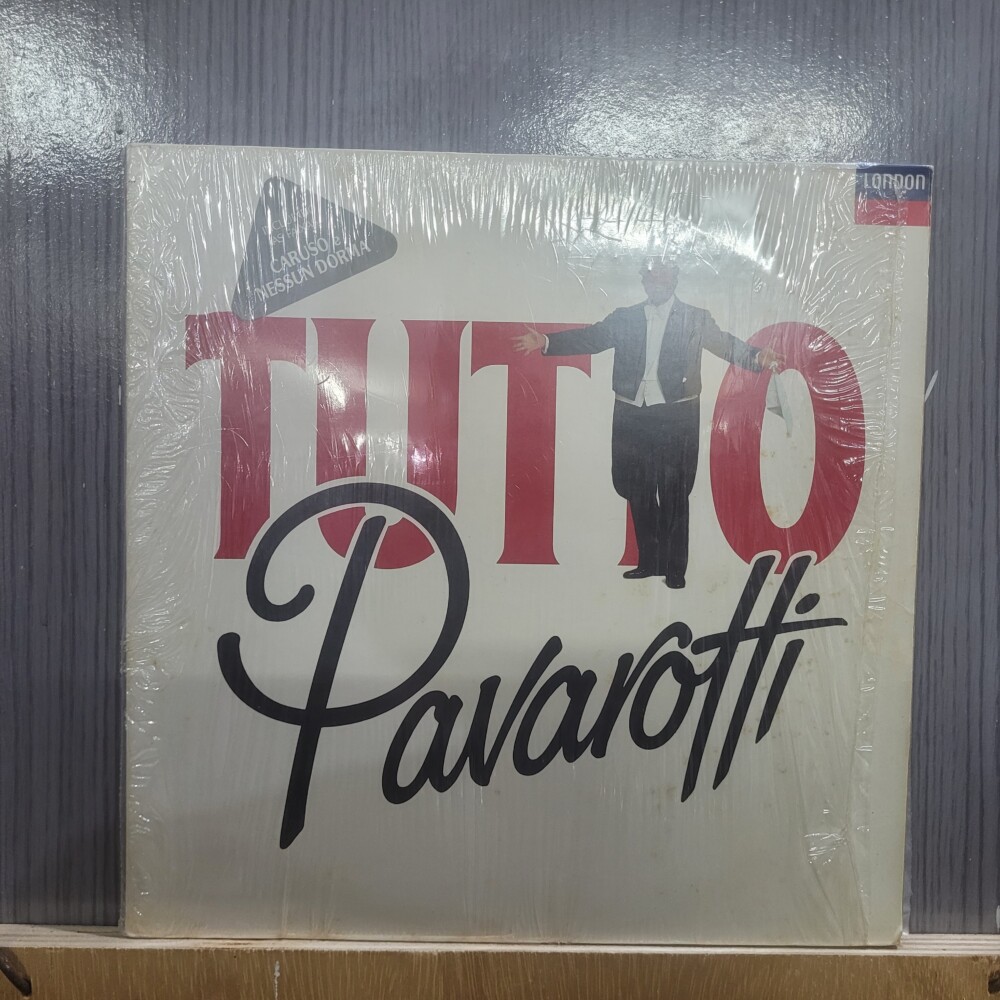 LONDON
CARUSO e
NESSUN DORMA
TUTTO
Pavarotti